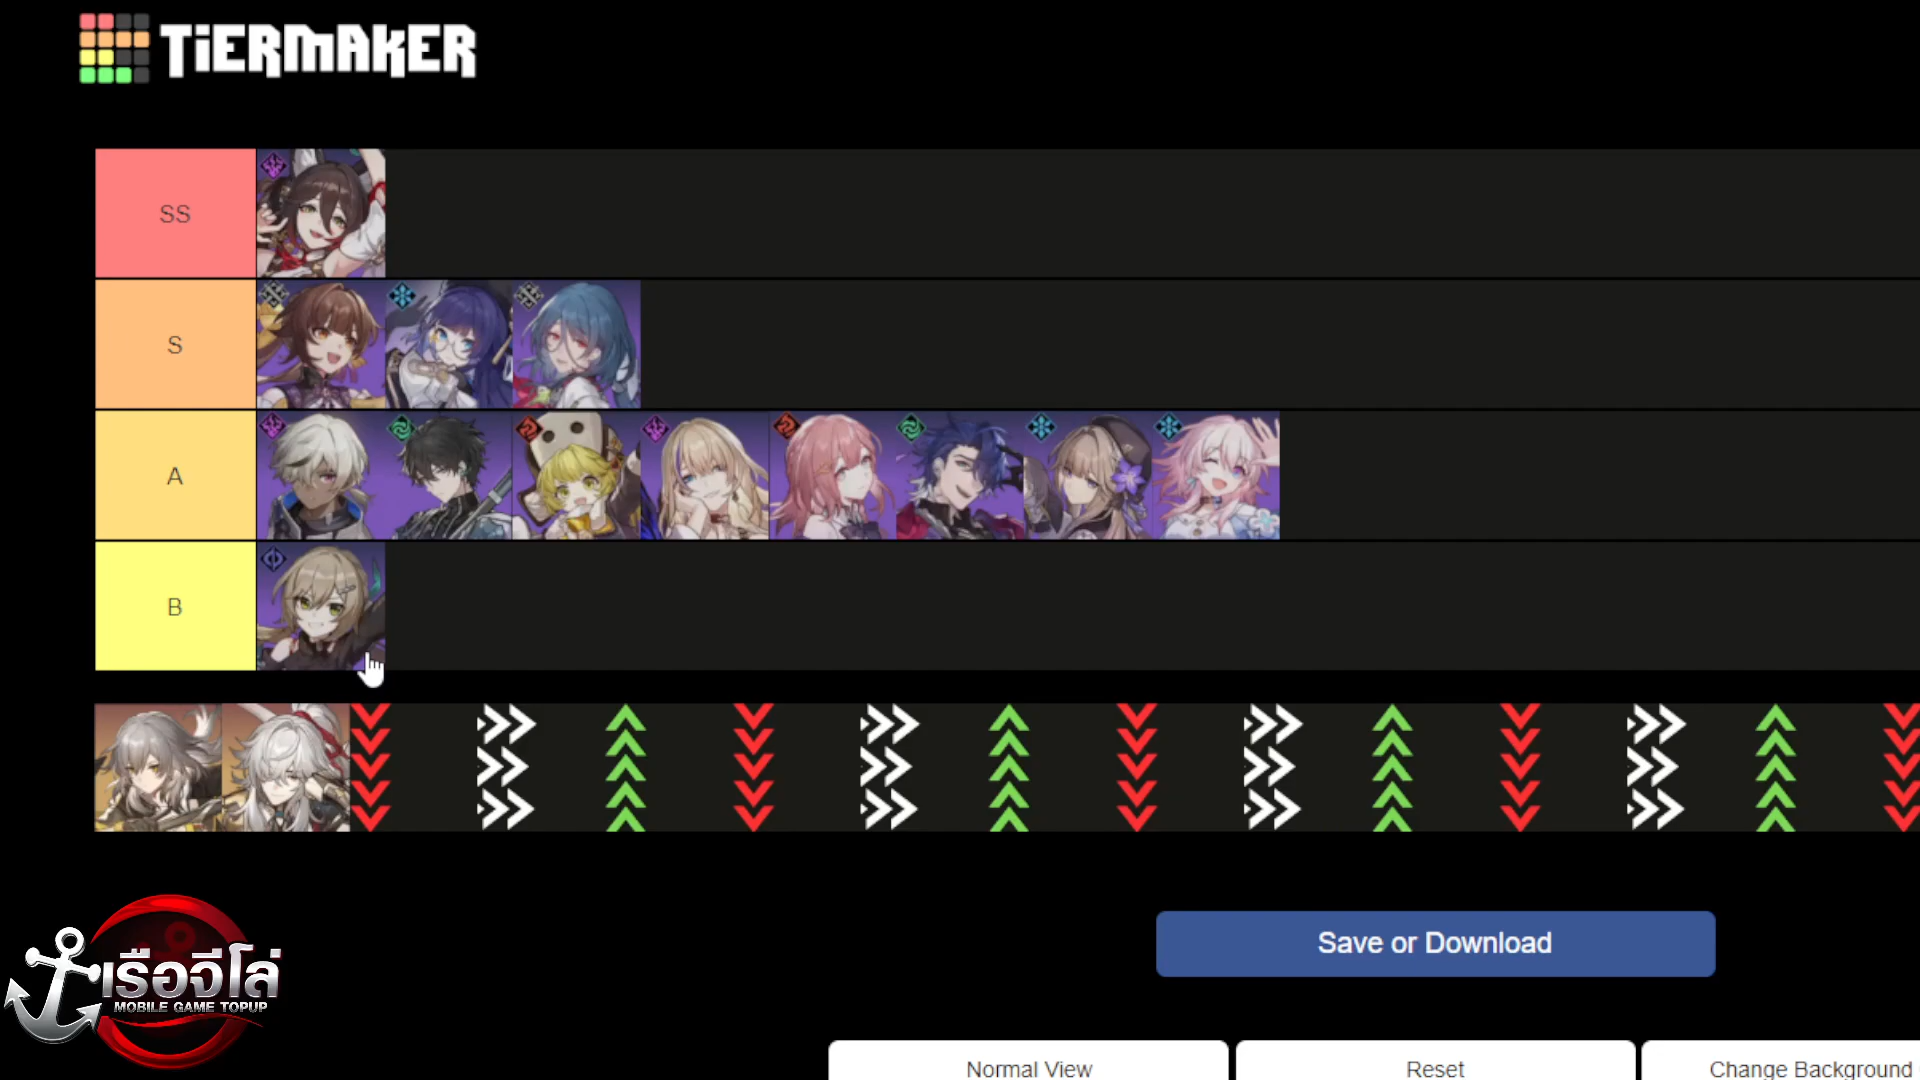 TiERMAKER
SS
S
A
B
Save or Download
เรือจีโล่
MOBILE GAME TOPUP
Normal View
Reset
Change Background